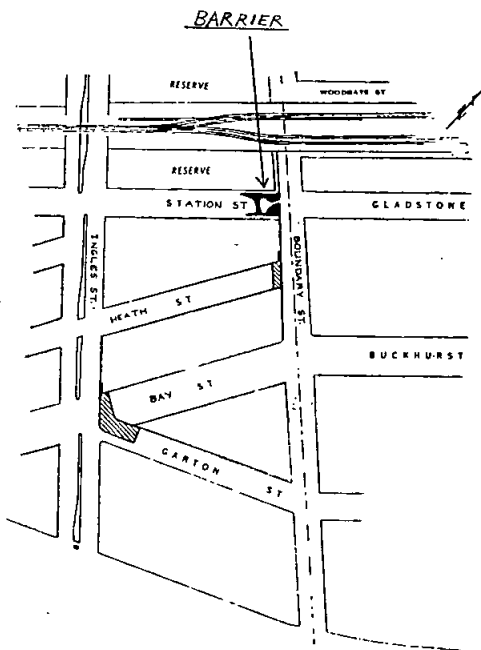 BARRIER
RESERVE
WOODGATE ST
RESERVE
STATION ST
GLADSTONE
INGLES ST.
BOUNDARY ST.
HEATH ST
BUCKHURST
BAY ST
GARTON ST